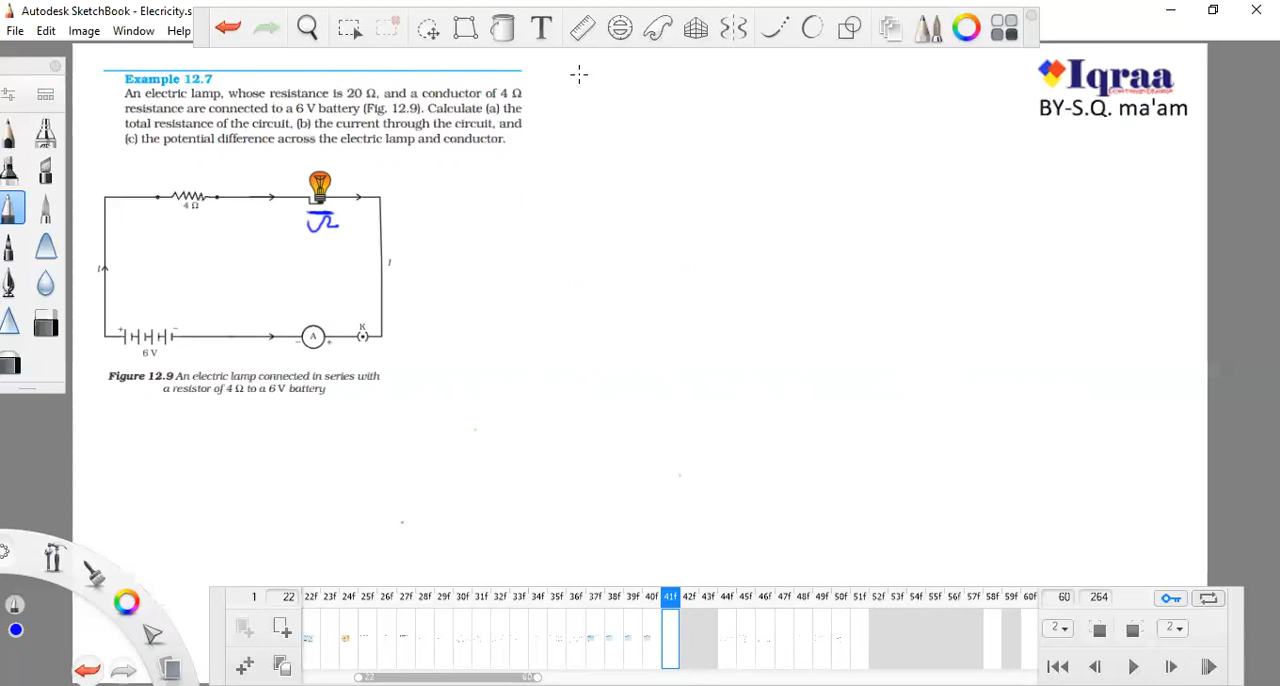 Autodesk SketchBook - Elecricity.s
File Edit Image Window Help
Iqraa
BY-S.Q. ma'am
Example 12.7
An electric lamp, whose resistance is 20 Ω, and a conductor of 4 Ω
resistance are connected to a 6 V battery (Fig. 12.9). Calculate (a) the
total resistance of the circuit, (b) the current through the circuit, and
(c) the potential difference across the electric lamp and conductor.
4 Ω
I
I
+ −
6 V
− A +
K
Figure 12.9 An electric lamp connected in series with
a resistor of 4 Ω to a 6 V battery
1 22 22f 23f 24f 25f 26f 27f 28f 29f 30f 31f 32f 33f 34f 35f 36f 37f 38f 39f 40f 41f 42f 43f 44f 45f 46f 47f 48f 49f 50f 51f 52f 53f 54f 55f 56f 57f 58f 59f 60f 60 264
2 2
22 60